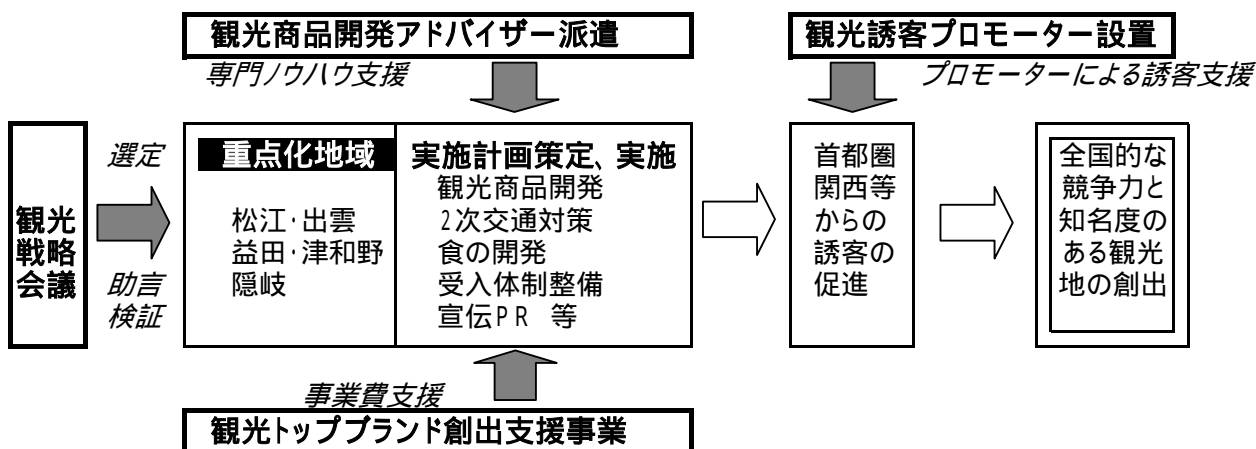 観光商品開発アドバイザー派遣
観光誘客プロモーター設置
専門ノウハウ支援
プロモーターによる誘客支援
観光
戦略
会議
選定
助言
検証
重点化地域
松江・出雲
益田・津和野
隠岐
実施計画策定、実施
観光商品開発
2次交通対策
食の開発
受入体制整備
宣伝PR 等
首都圏
関西等
からの
誘客の
促進
全国的な
競争力と
知名度の
ある観光
地の創出
事業費支援
観光トップブランド創出支援事業